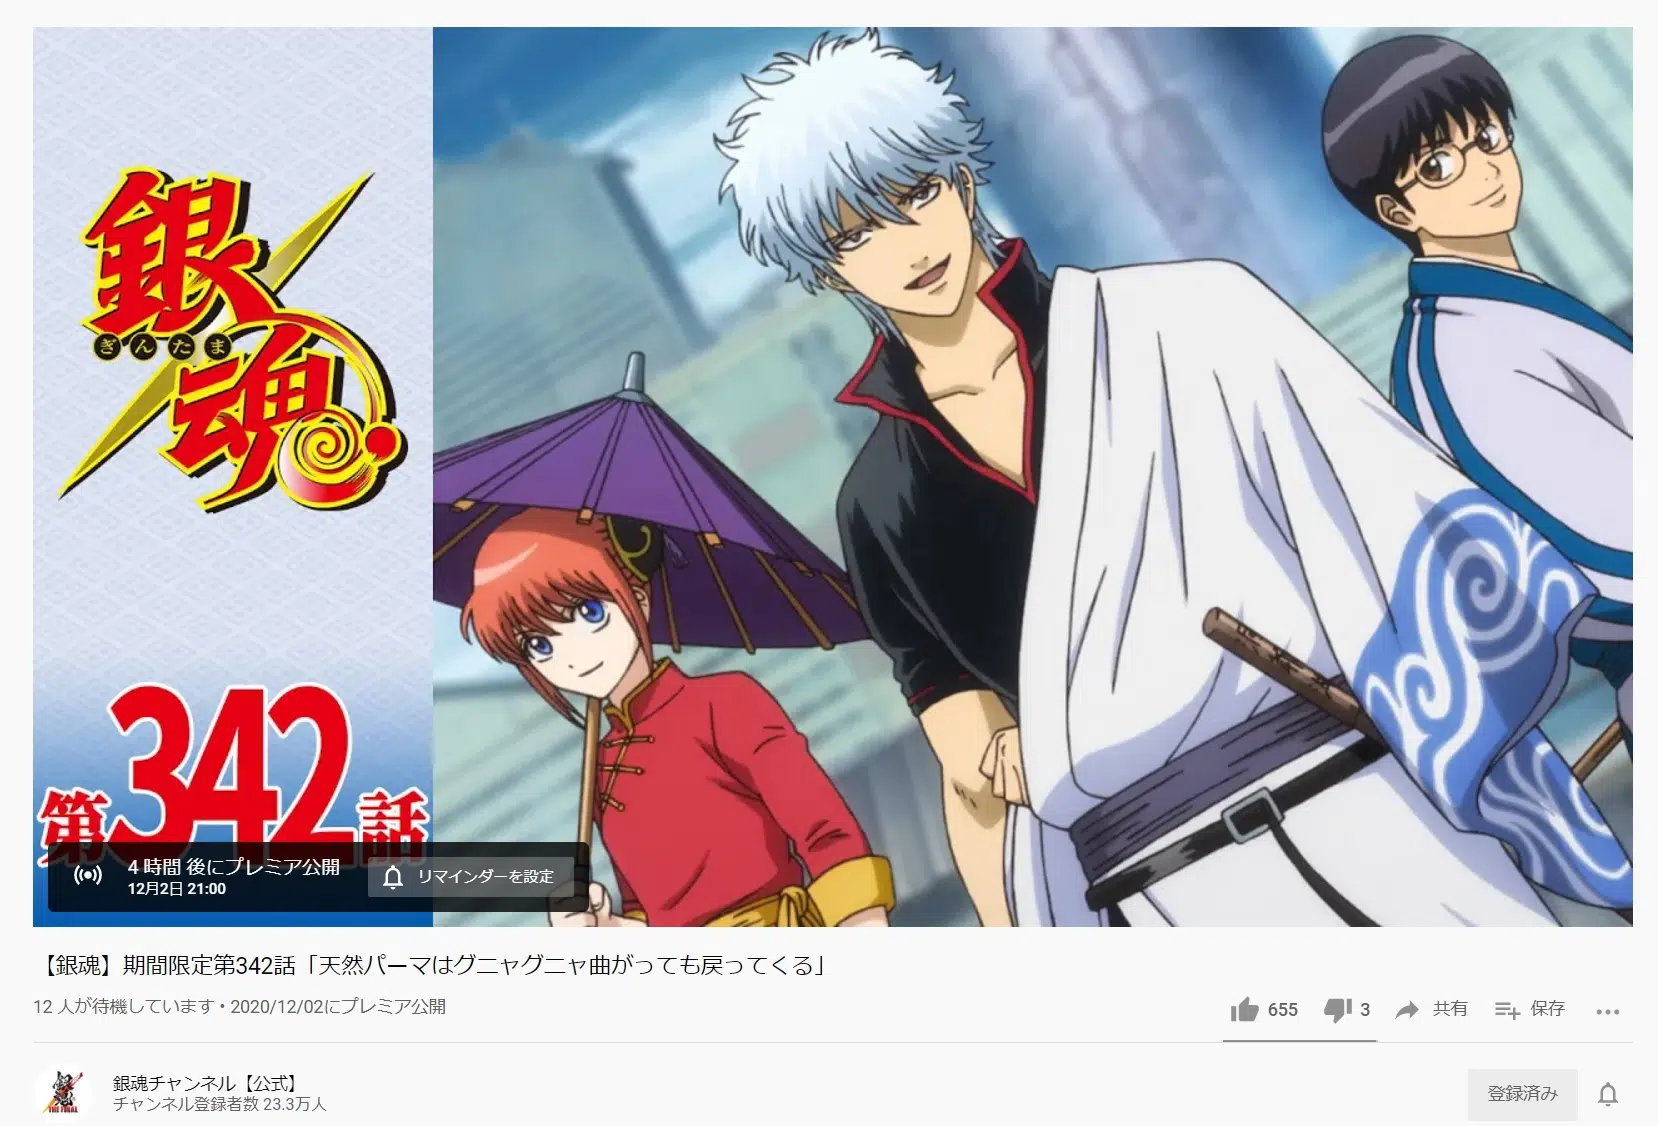 銀魂
ぎんたま
第342話
4 時間 後にプレミア公開
12月2日 21:00
リマインダーを設定
【銀魂】期間限定第342話「天然パーマはグニャグニャ曲がっても戻ってくる」
12 人が待機しています • 2020/12/02にプレミア公開
655
3
共有
保存
銀魂チャンネル【公式】
チャンネル登録者数 23.3万人
登録済み
銀魂
THE FINAL